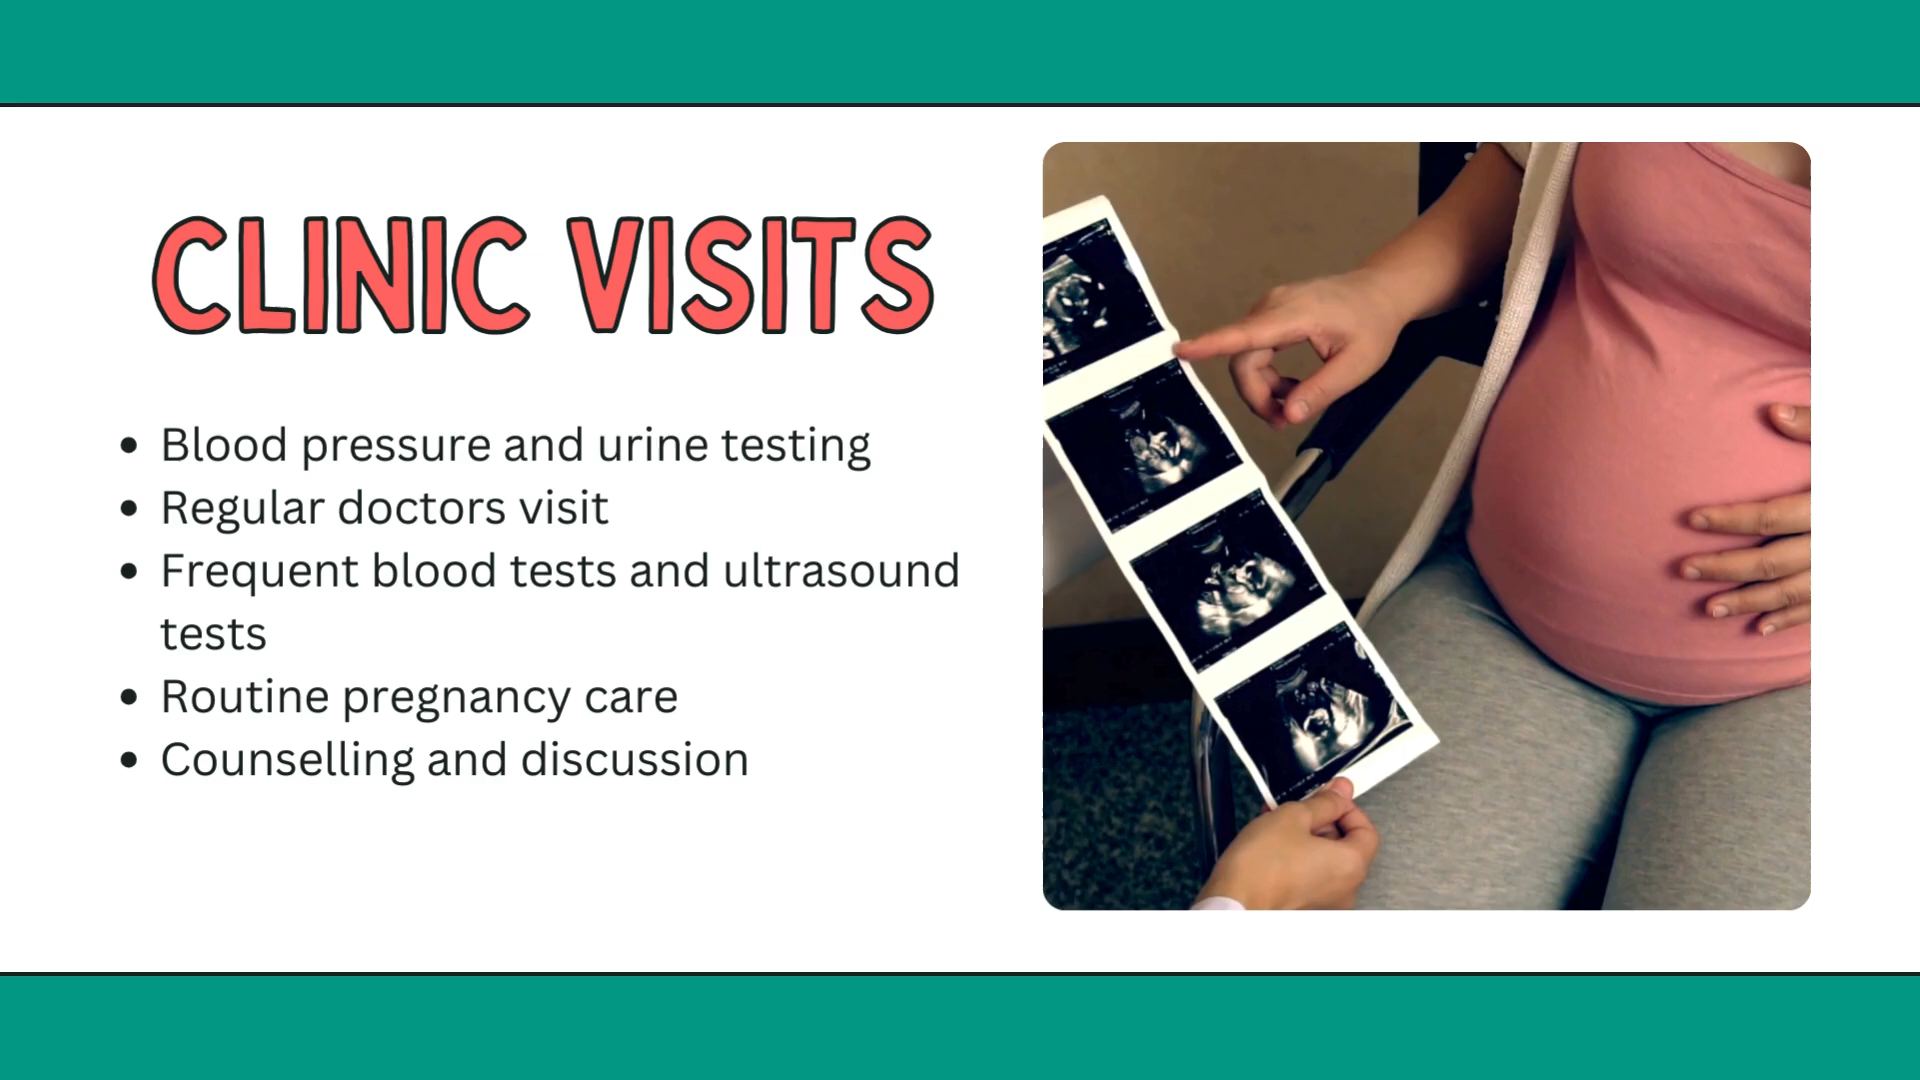 CLINIC VISITS
• Blood pressure and urine testing
• Regular doctors visit
• Frequent blood tests and ultrasound
tests
• Routine pregnancy care
• Counselling and discussion